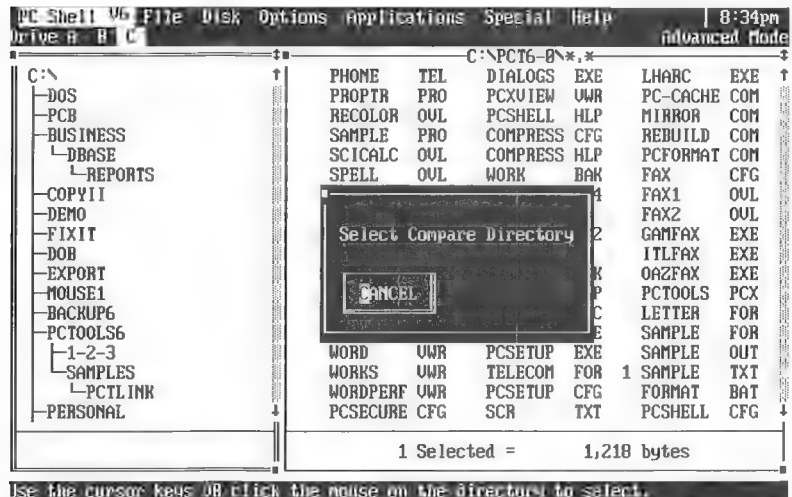 PC Shell V6 File Disk Options Applications Special Help 8:34pm
Drive A B C Advanced Mode
C:\PCT6-0\*.*
C:\ PHONE TEL DIALOGS EXE LHARC EXE
DOS PROPTR PRO PCXVIEW VWR PC-CACHE COM
PCB RECOLOR OVL PCSHELL HLP MIRROR COM
BUSINESS SAMPLE PRO COMPRESS CFG REBUILD COM
DBASE SCICALC OVL COMPRESS HLP PCFORMAT COM
REPORTS SPELL OVL WORK BAK FAX CFG
COPYII 4 FAX1 OVL
DEMO FAX2 OVL
FIXIT Select Compare Directory 2 GAMFAX EXE
DOB ITLFAX EXE
EXPORT K OAZFAX EXE
MOUSE1 CANCEL P PCTOOLS PCX
BACKUP6 C LETTER FOR
PCTOOLS6 E SAMPLE FOR
1-2-3 WORD VWR PCSETUP EXE SAMPLE OUT
SAMPLES WORKS VWR TELECOM FOR 1 SAMPLE TXT
PCTLINK WORDPERF VWR PCSETUP CFG FORMAT BAT
PERSONAL PCSECURE CFG SCR TXT PCSHELL CFG
1 Selected = 1,218 bytes
Use the cursor keys OR click the mouse on the directory to select.